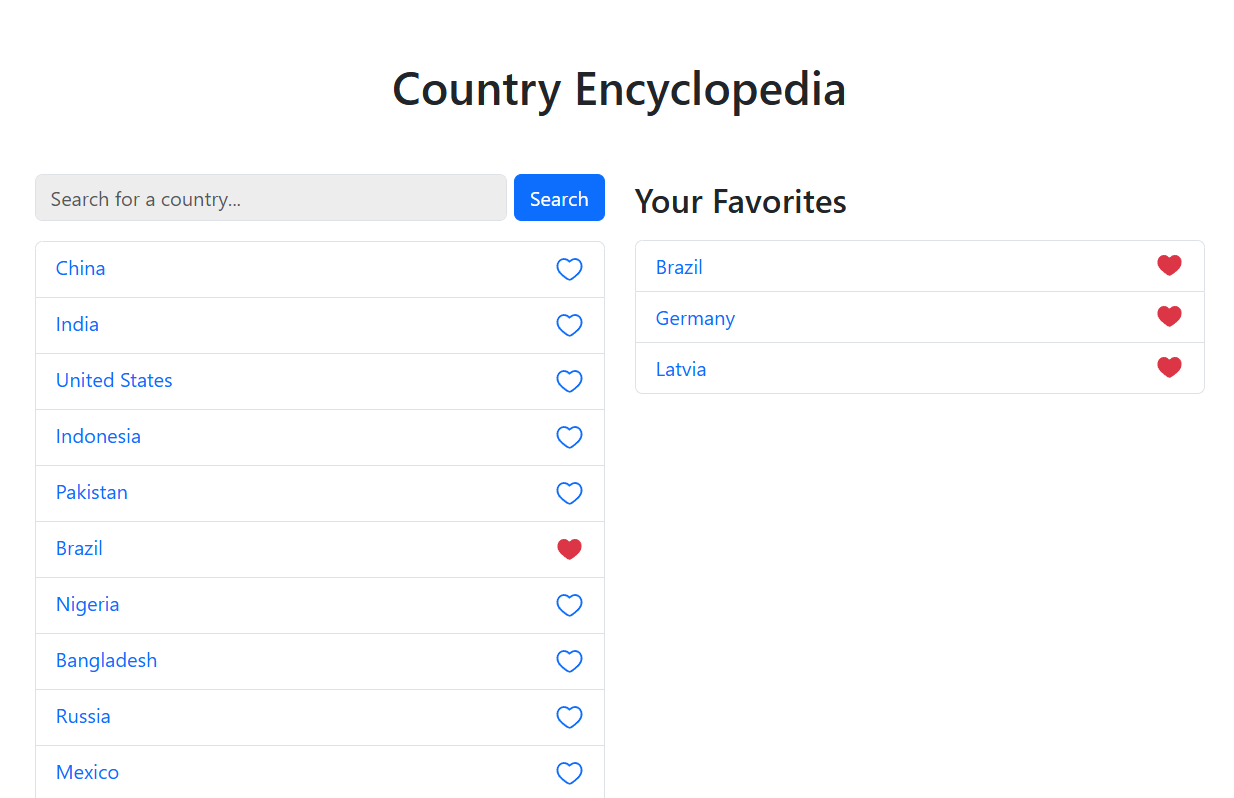 Country Encyclopedia
Search for a country...
Search
China
India
United States
Indonesia
Pakistan
Brazil
Nigeria
Bangladesh
Russia
Mexico
Your Favorites
Brazil
Germany
Latvia